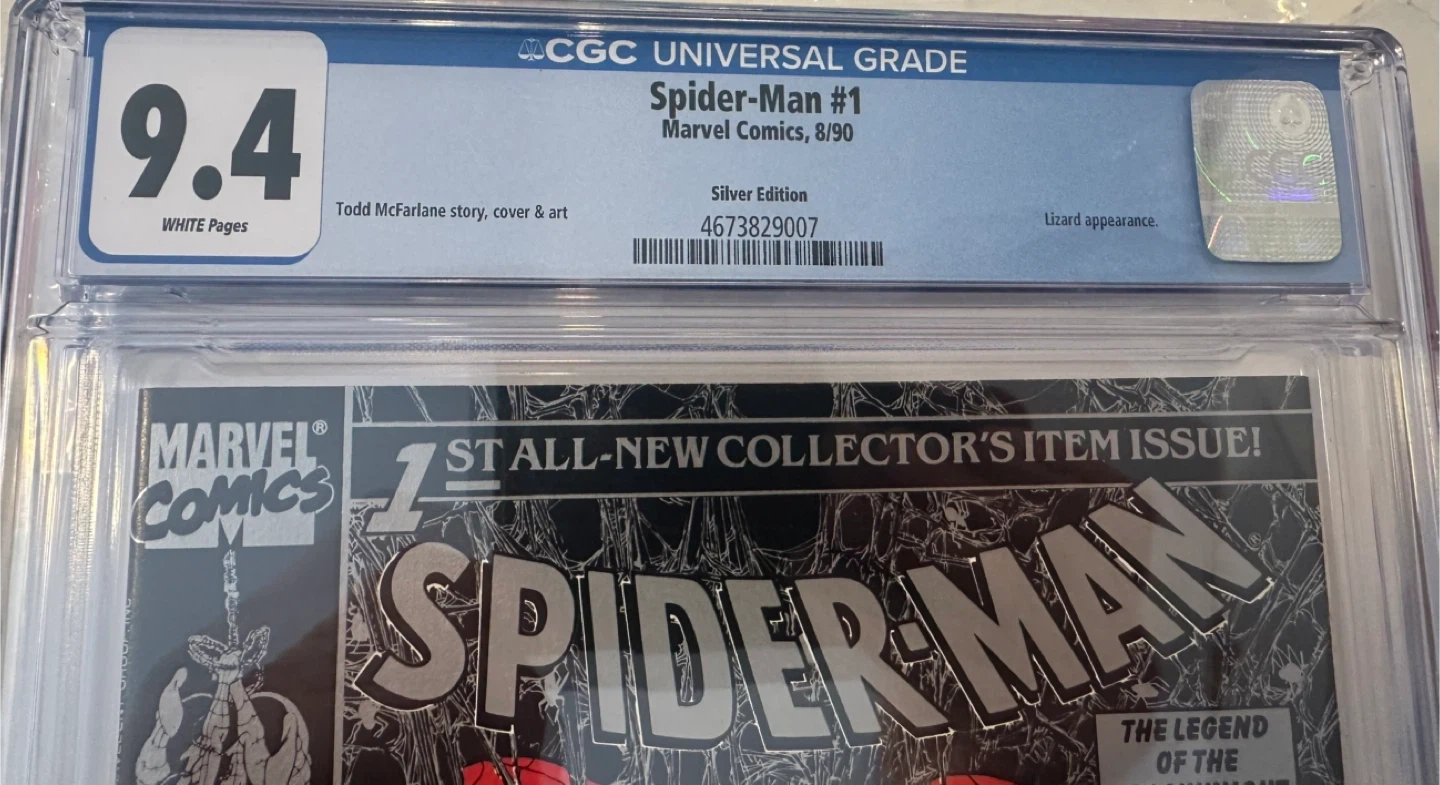 CGC UNIVERSAL GRADE
9.4
WHITE Pages
Spider-Man #1
Marvel Comics, 8/90
Silver Edition
Todd McFarlane story, cover & art
4673829007
Lizard appearance.
CGC
MARVEL®
COMICS
1ST ALL-NEW COLLECTOR'S ITEM ISSUE!
SPIDER-MAN®
THE LEGEND
OF THE